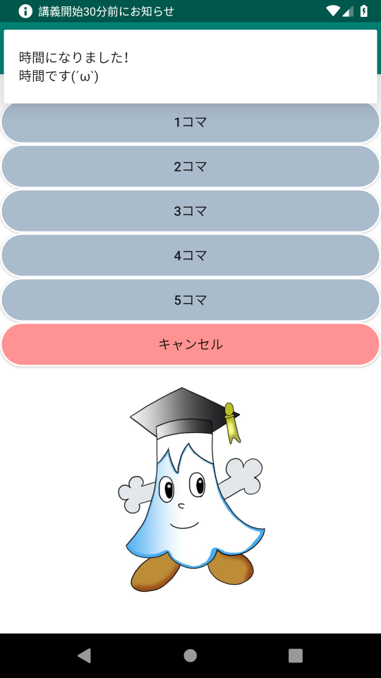 講義開始30分前にお知らせ
時間になりました！
時間です(´ω`)
1コマ
2コマ
3コマ
4コマ
5コマ
キャンセル